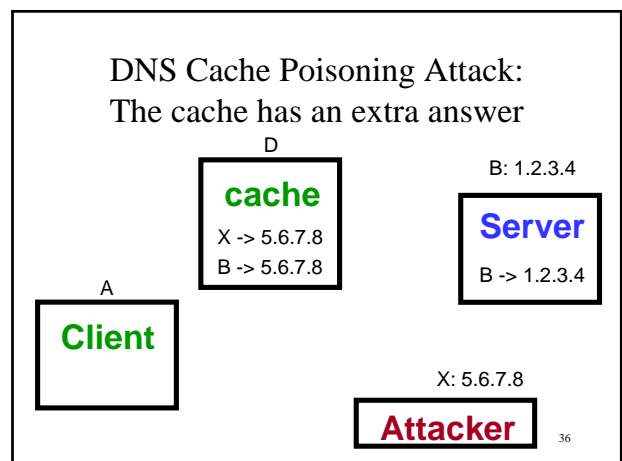 DNS Cache Poisoning Attack:
The cache has an extra answer
D
cache
X -> 5.6.7.8
B -> 5.6.7.8
B: 1.2.3.4
Server
B -> 1.2.3.4
A
Client
X: 5.6.7.8
Attacker
36